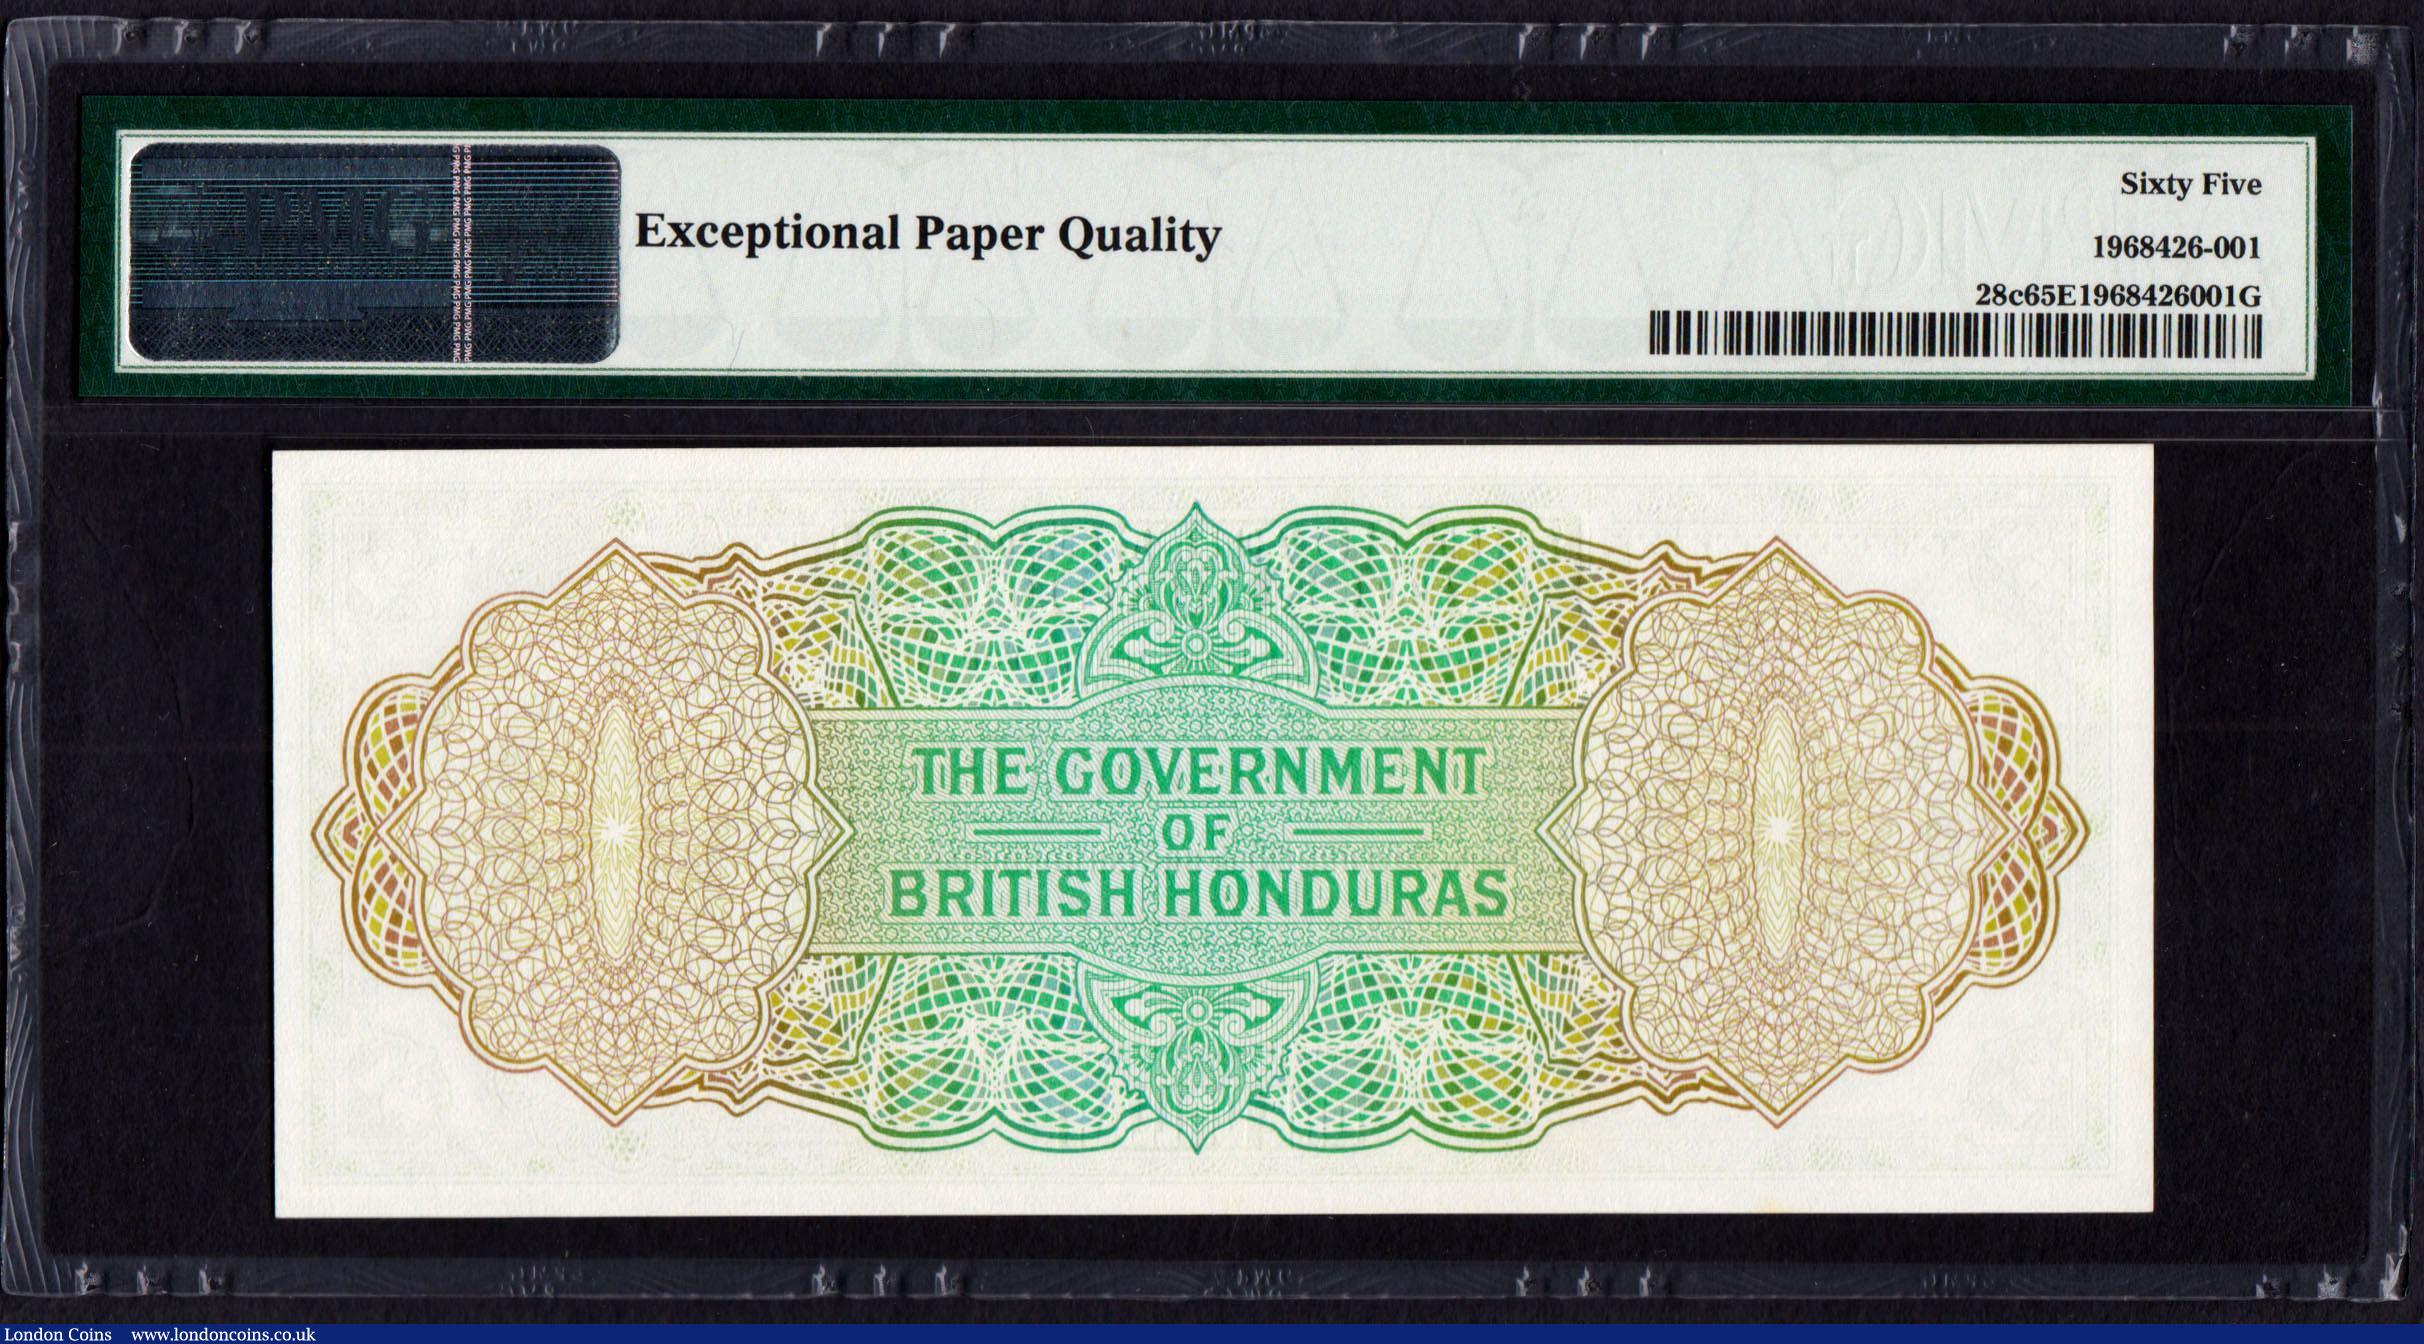 PMG
Exceptional Paper Quality
Sixty Five
1968426-001
28c65E1968426001G
THE GOVERNMENT
OF
BRITISH HONDURAS
London Coins www.londoncoins.co.uk